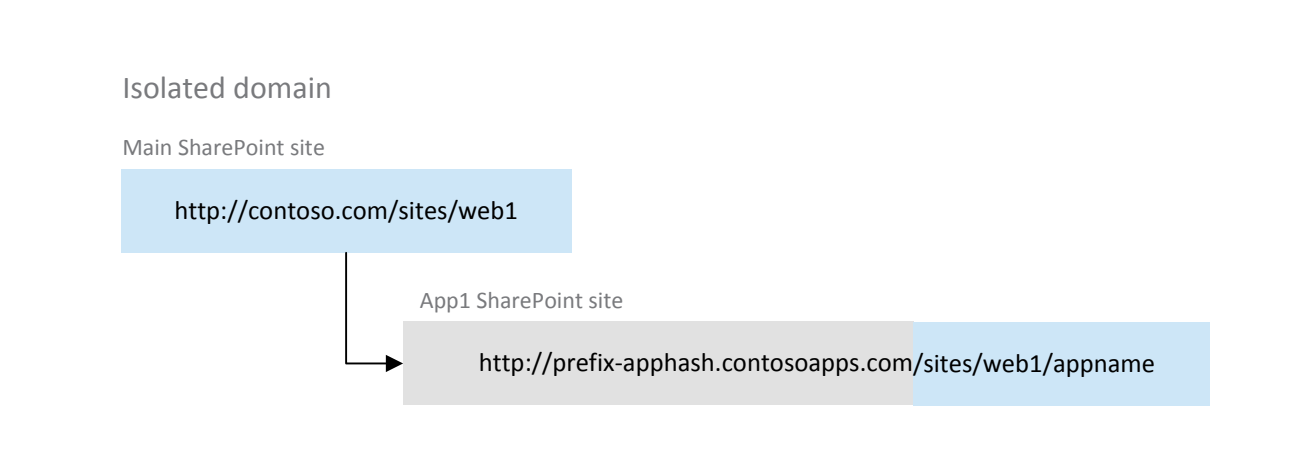 Isolated domain
Main SharePoint site
http://contoso.com/sites/web1
App1 SharePoint site
http://prefix-apphash.contosoapps.com/sites/web1/appname